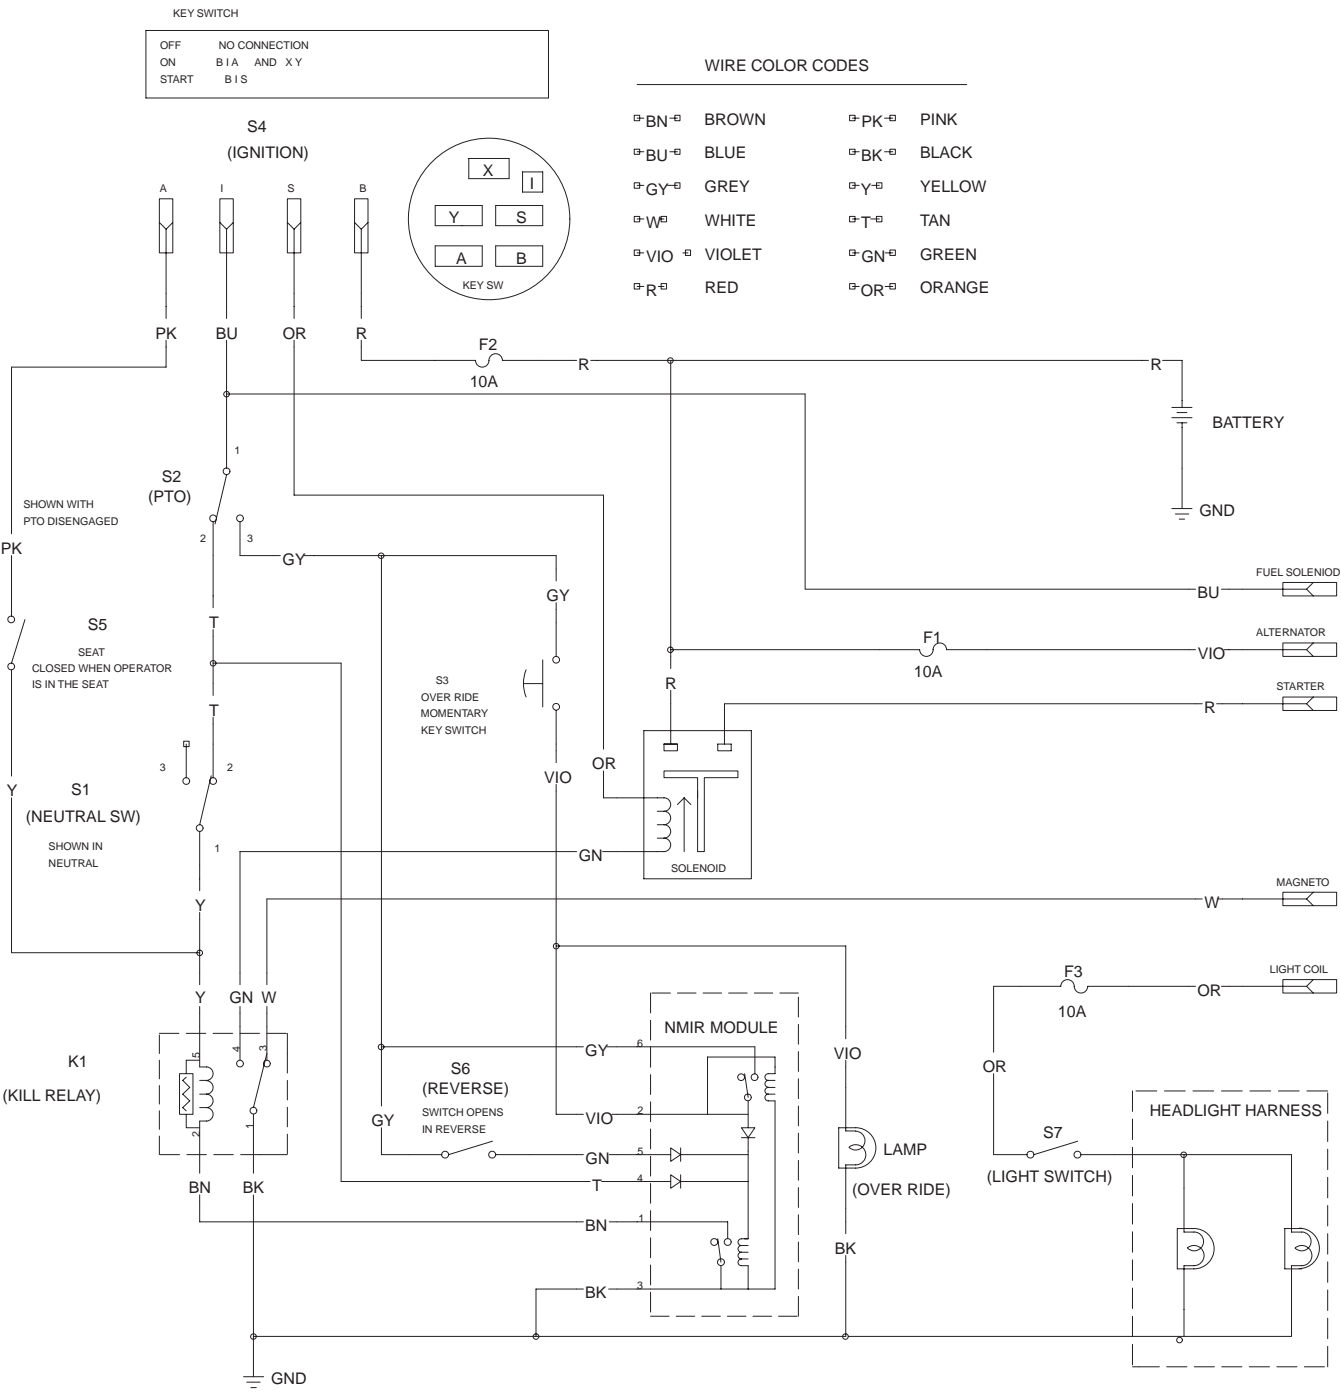 KEY SWITCH
OFF NO CONNECTION
ON B I A AND X Y
START B I S
WIRE COLOR CODES
BN BROWN PK PINK
BU BLUE BK BLACK
GY GREY Y YELLOW
W WHITE T TAN
VIO VIOLET GN GREEN
R RED OR ORANGE
S4
(IGNITION)
A I S B
X
I
Y S
A B
KEY SW
PK BU OR R
F2
10A
R
R
BATTERY
GND
1
S2
(PTO)
SHOWN WITH
PTO DISENGAGED
2 3
PK
GY
GY
FUEL SOLENIOD
BU
T
S5
SEAT
CLOSED WHEN OPERATOR
IS IN THE SEAT
F1
10A
ALTERNATOR
VIO
S3
OVER RIDE
MOMENTARY
KEY SWITCH
R
STARTER
R
T
3 2
Y
S1
(NEUTRAL SW)
SHOWN IN
NEUTRAL
1
VIO
OR
GN
SOLENOID
MAGNETO
W
Y
Y GN W
F3
10A
LIGHT COIL
OR
OR
K1
(KILL RELAY)
5 4 3
2 1
BN BK
GY
S6
(REVERSE)
SWITCH OPENS
IN REVERSE
NMIR MODULE
GY 6
VIO 2
GN 5
T 4
BN 1
BK 3
VIO
LAMP
(OVER RIDE)
BK
S7
(LIGHT SWITCH)
HEADLIGHT HARNESS
GND